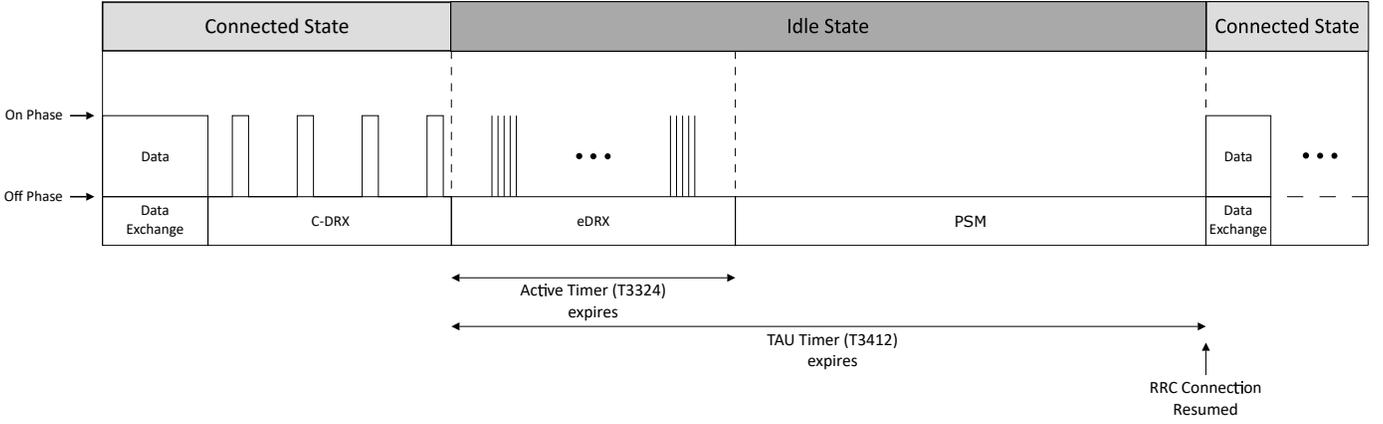 Connected State
Idle State
Connected State
On Phase
Data
Data
Off Phase
Data
Exchange
C-DRX
eDRX
PSM
Data
Exchange
Active Timer (T3324)
expires
TAU Timer (T3412)
expires
RRC Connection
Resumed